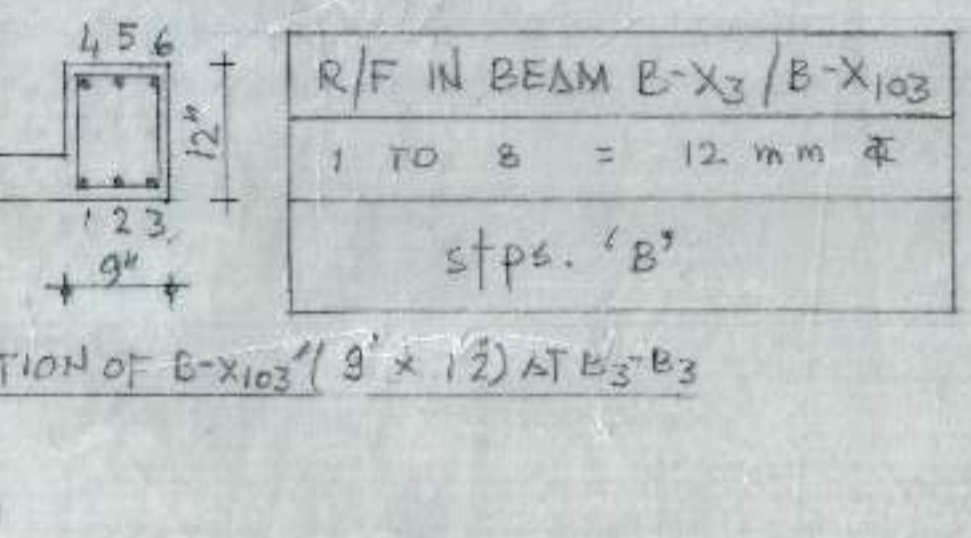 4 5 6
12"
1 2 3
9"
R/F IN BEAM B-X3/B-X103
1 TO 8 = 12 mm
stps. 'B'
TION OF B-X103 (9" x 12") AT B3-B3